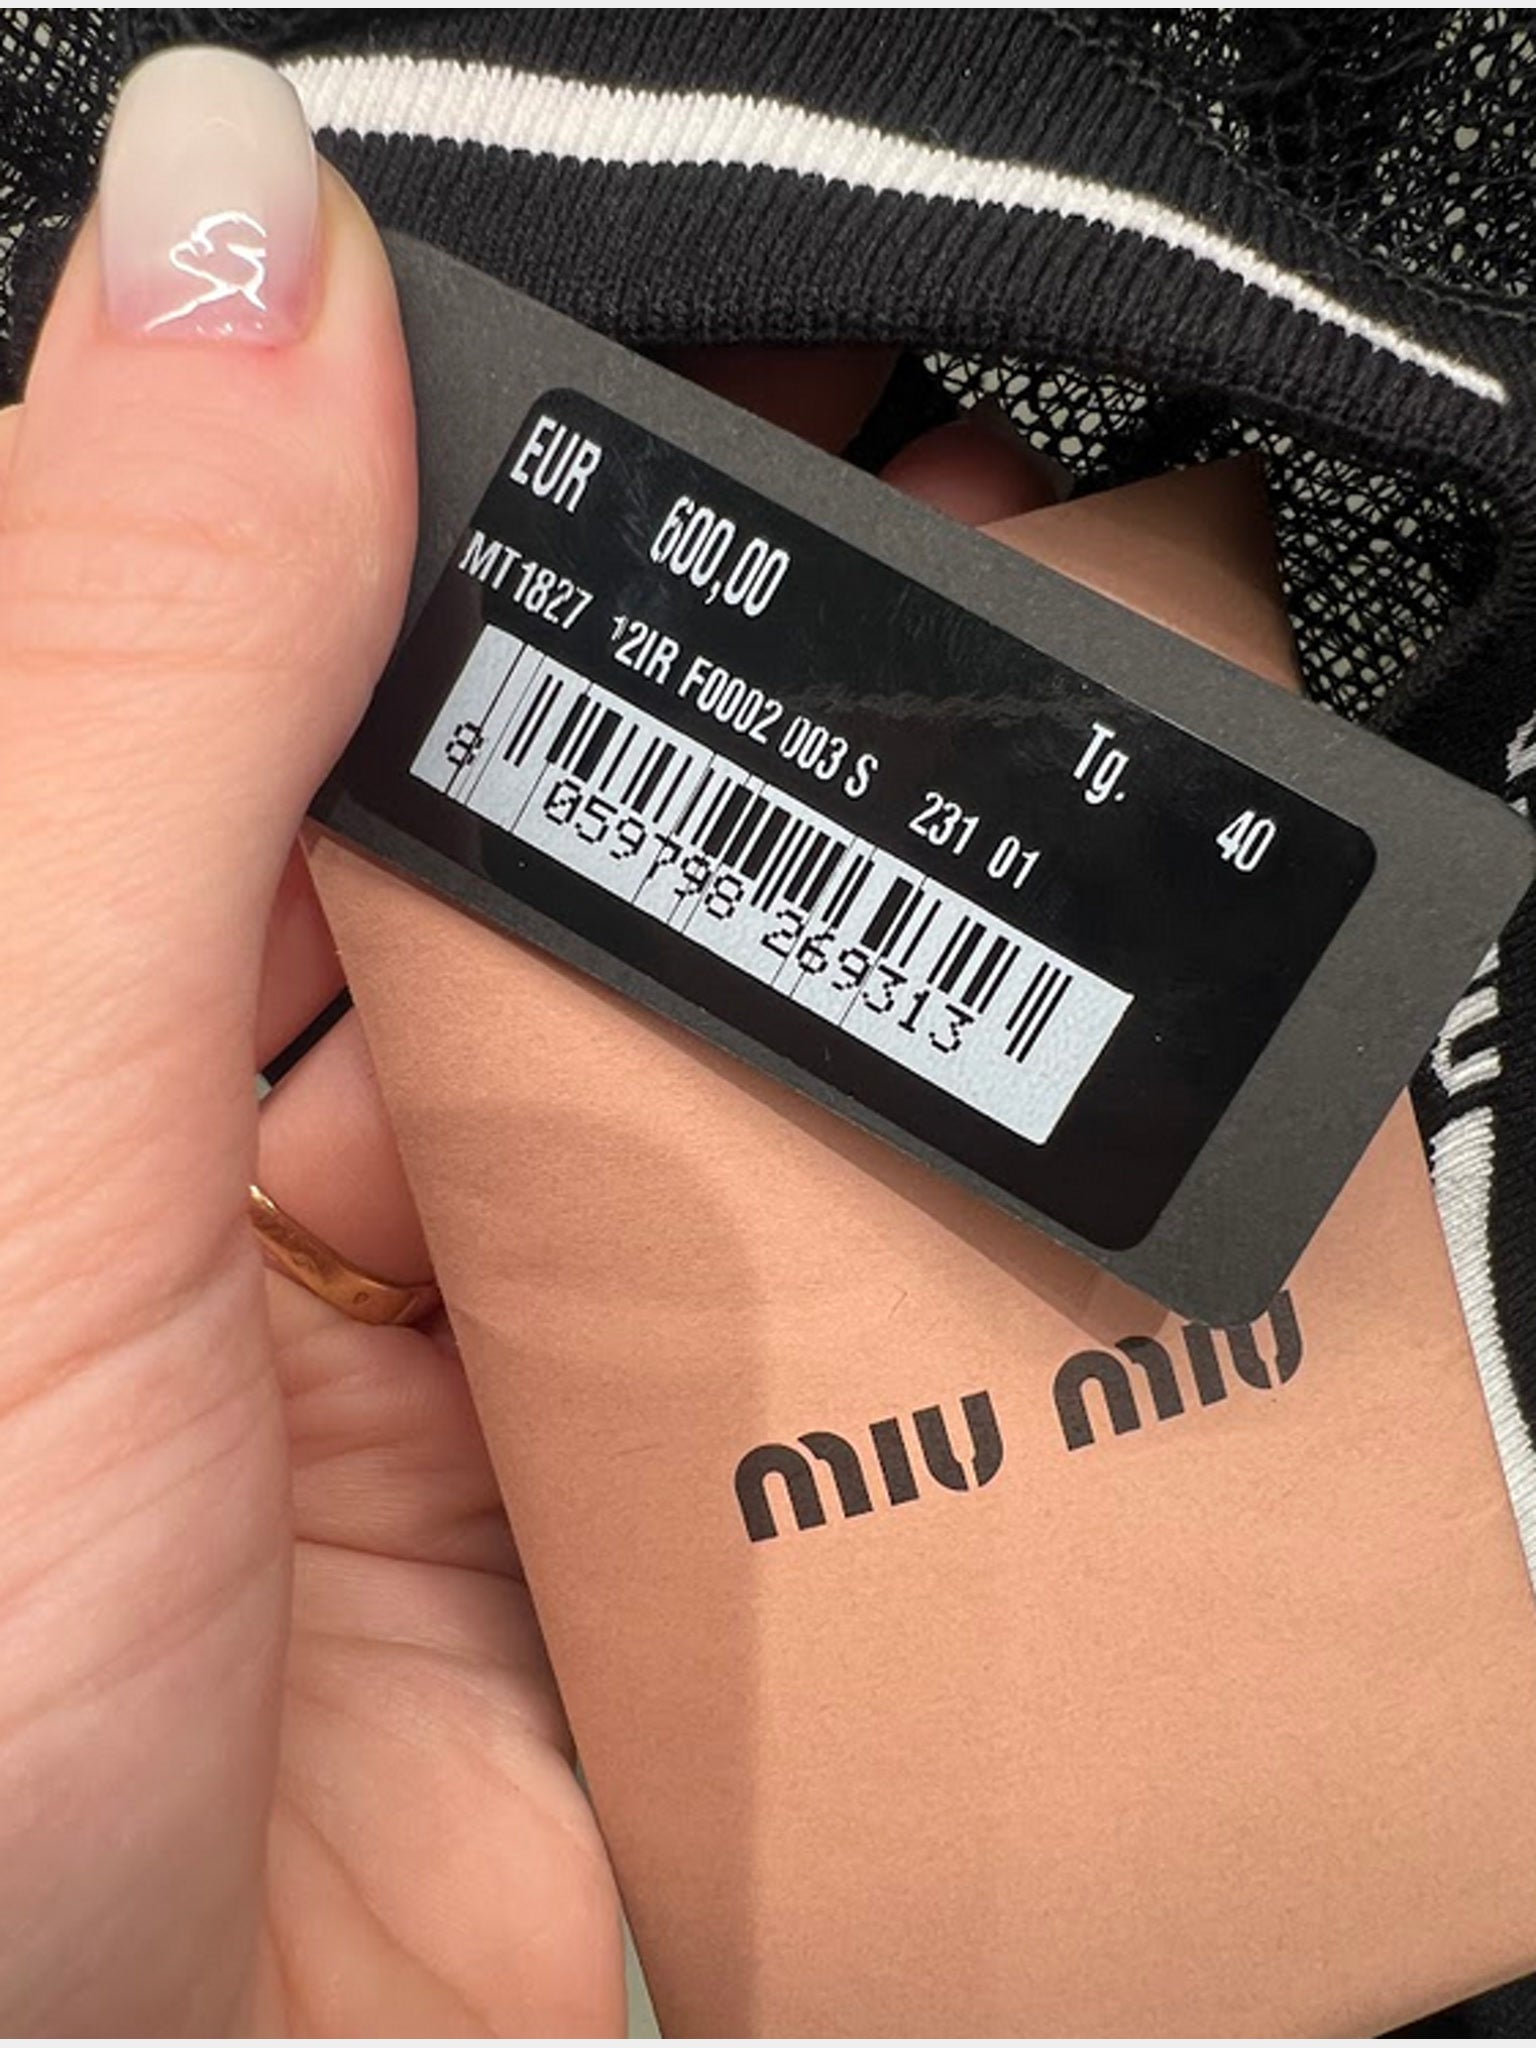 EUR 600,00
MT1827 12IR F0002 003 S 231 01
Tg. 40
8 059798 269313
miu miu